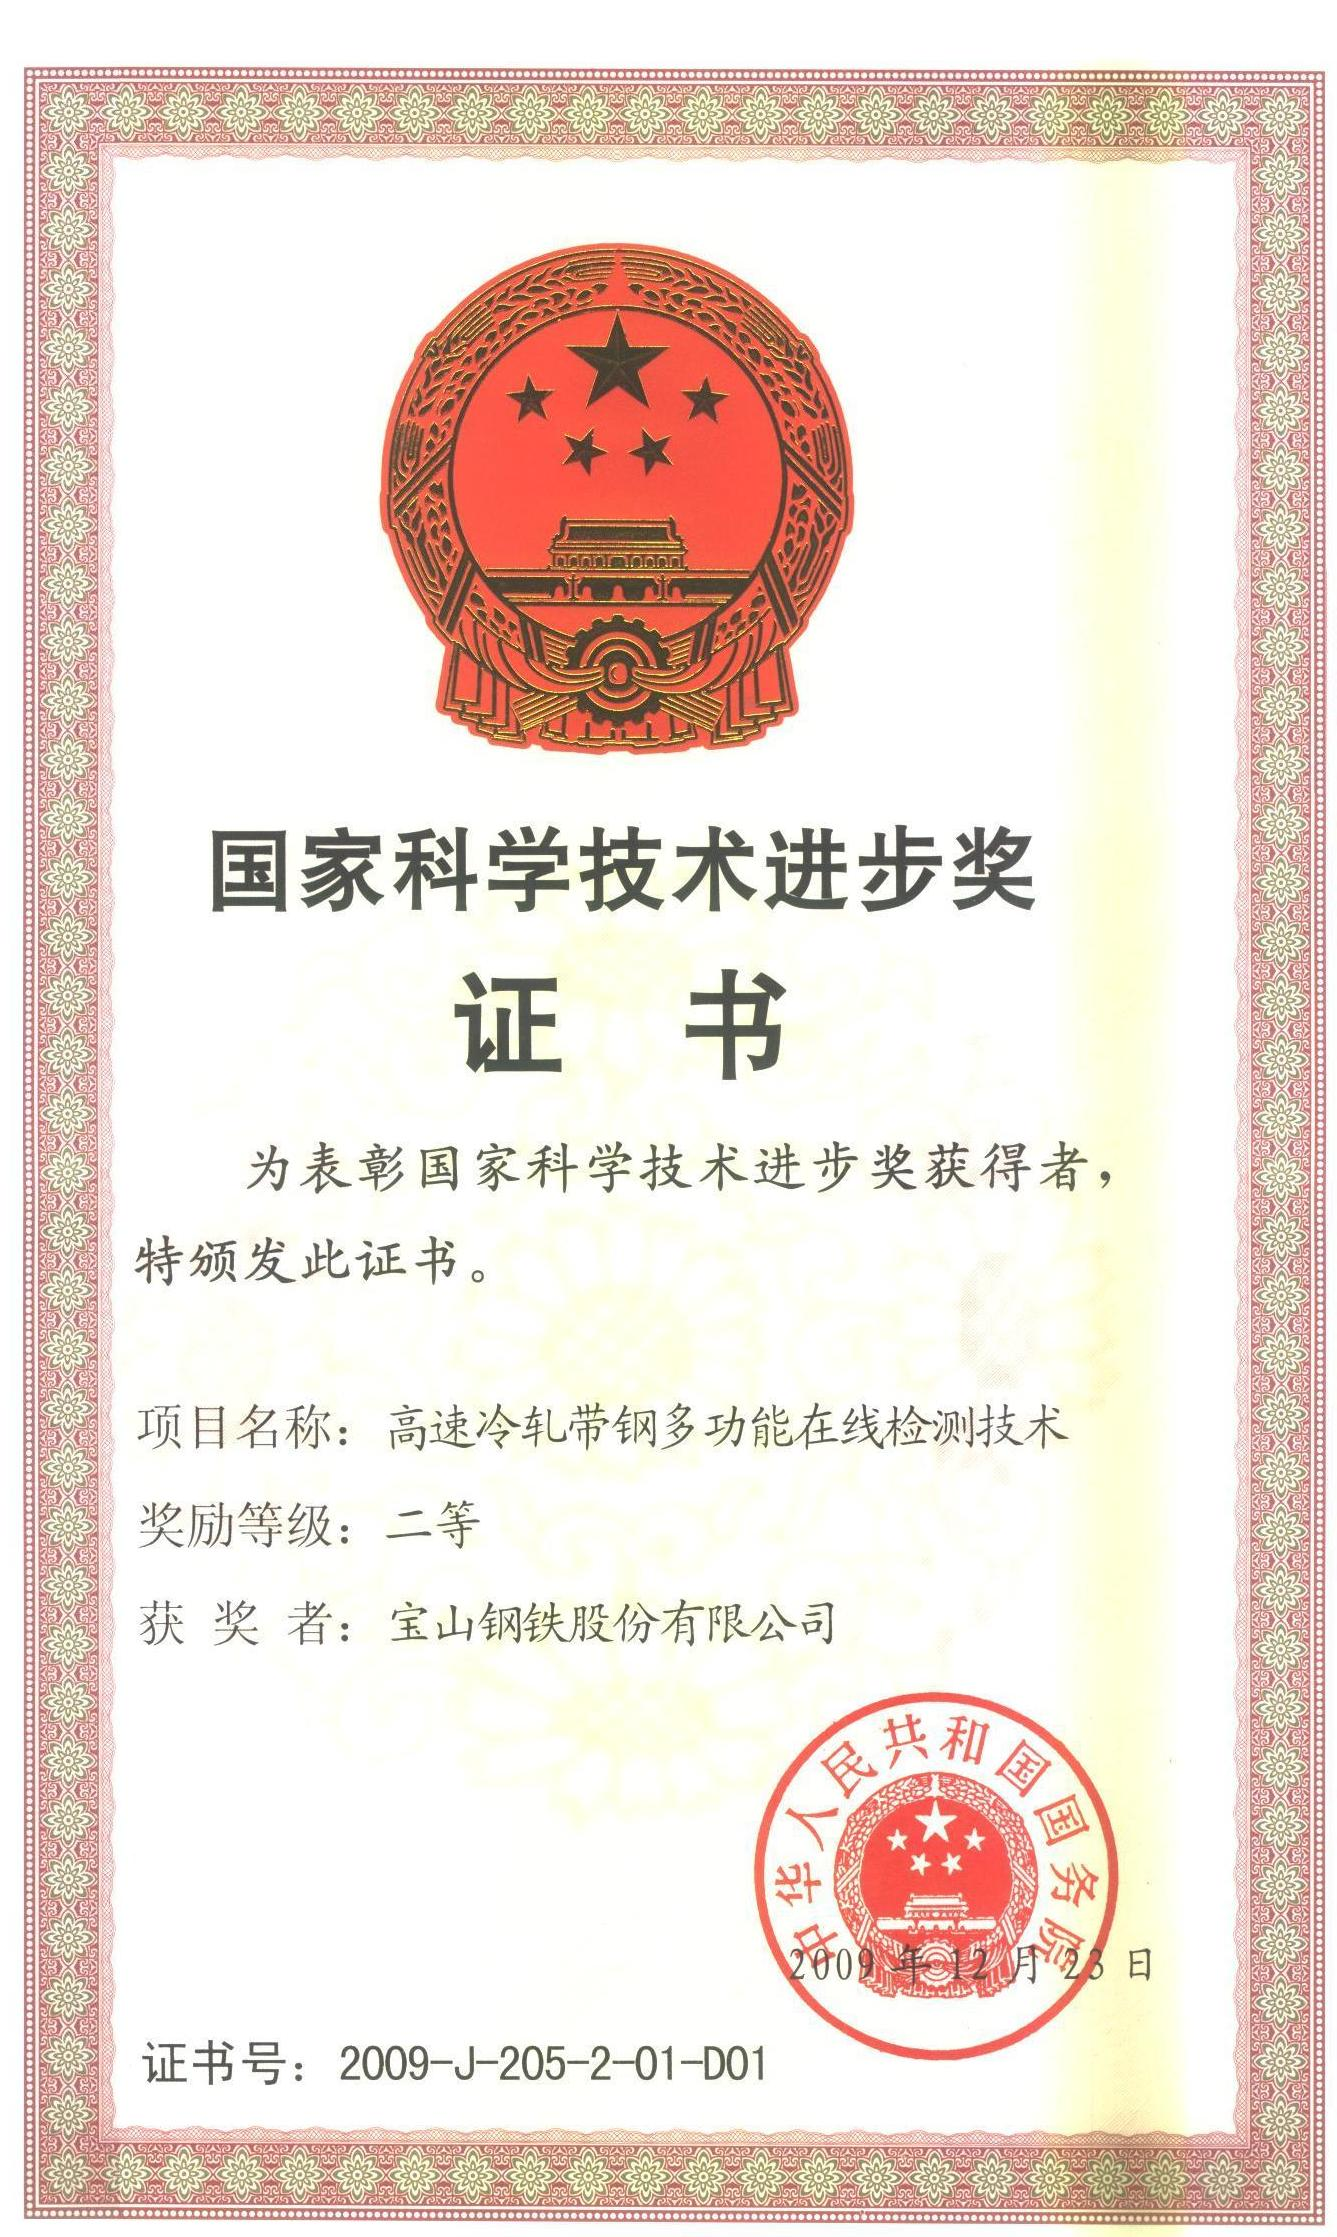 国家科学技术进步奖
证 书
为表彰国家科学技术进步奖获得者，
特颁发此证书。
项目名称：高速冷轧带钢多功能在线检测技术
奖励等级：二等
获 奖 者：宝山钢铁股份有限公司
中华人民共和国国务院
2009 年 12 月 23 日
证书号：2009-J-205-2-01-D01